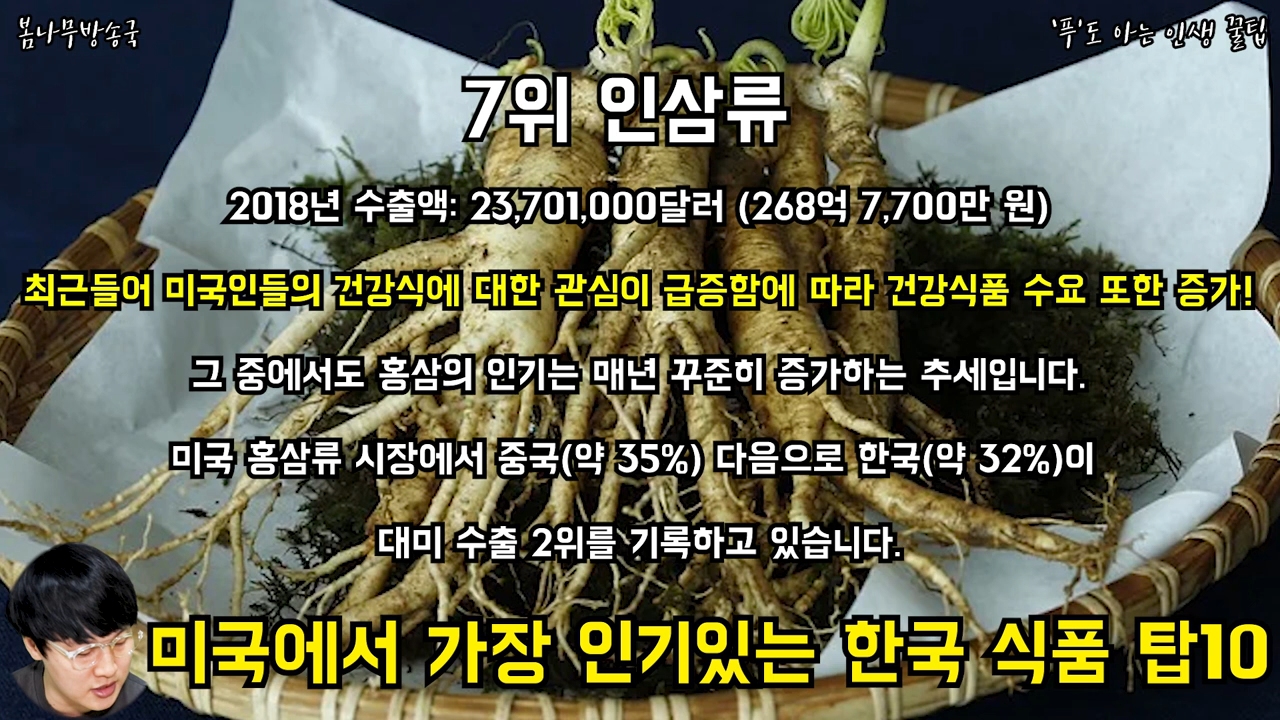 봄나무방송국
'푸'도 아는 인생 꿀팁
7위 인삼류
2018년 수출액: 23,701,000달러 (268억 7,700만 원)
최근들어 미국인들의 건강식에 대한 관심이 급증함에 따라 건강식품 수요 또한 증가!
그 중에서도 홍삼의 인기는 매년 꾸준히 증가하는 추세입니다.
미국 홍삼류 시장에서 중국(약 35%) 다음으로 한국(약 32%)이
대미 수출 2위를 기록하고 있습니다.
미국에서 가장 인기있는 한국 식품 탑10